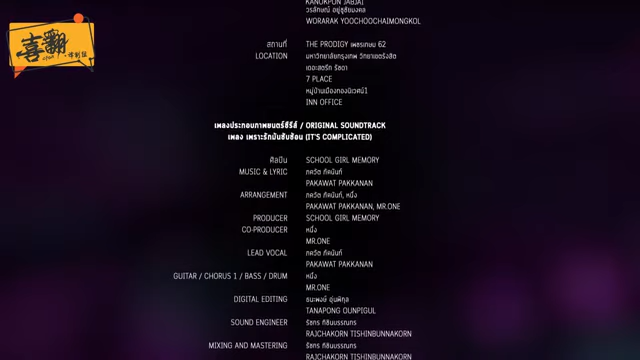 KANOKPUN JABJAI
วรลักษณ์ อยู่ชูชัยมงคล
WORARAK YOOCHOOCHAIMONGKOL
สถานที่ THE PRODIGY เพชรเกษม 62
LOCATION มหาวิทยาลัยกรุงเทพ วิทยาเขตรังสิต
เดอะสตรีท รัชดา
7 PLACE
หมู่บ้านเมืองทองนิเวศน์1
INN OFFICE
เพลงประกอบภาพยนตร์ซีรีส์ / ORIGINAL SOUNDTRACK
เพลง เพราะรักมันซับซ้อน (IT'S COMPLICATED)
ศิลปิน SCHOOL GIRL MEMORY
MUSIC & LYRIC ภควัต ภัคนันท์
PAKAWAT PAKKANAN
ARRANGEMENT ภควัต ภัคนันท์, หนึ่ง
PAKAWAT PAKKANAN, MR.ONE
PRODUCER SCHOOL GIRL MEMORY
CO-PRODUCER หนึ่ง
MR.ONE
LEAD VOCAL ภควัต ภัคนันท์
PAKAWAT PAKKANAN
GUITAR / CHORUS 1 / BASS / DRUM หนึ่ง
MR.ONE
DIGITAL EDITING ธนะพงษ์ อุ่นพิกุล
TANAPONG OUNPIGUL
SOUND ENGINEER รัชกร ทิชินบรรณกร
RAJCHAKORN TISHINBUNNAKORN
MIXING AND MASTERING รัชกร ทิชินบรรณกร
RAJCHAKORN TISHINBUNNAKORN
喜翻